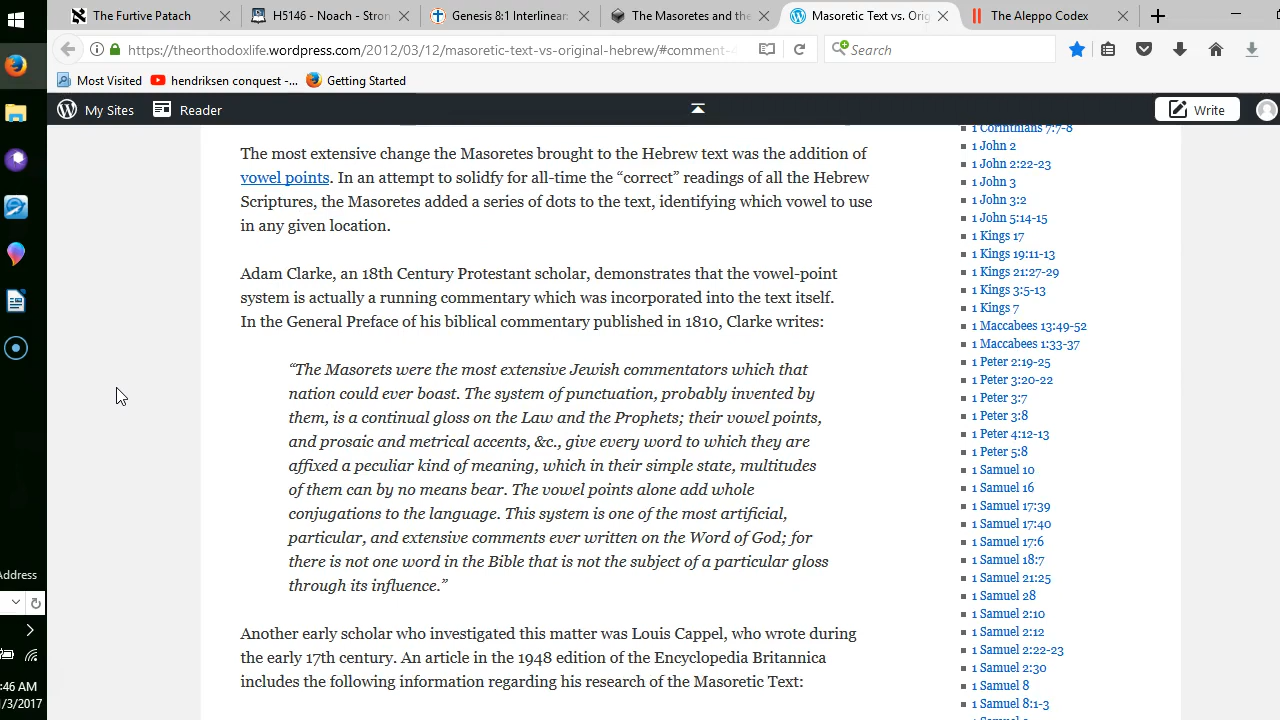 The Furtive Patach
H5146 - Noach - Stron
Genesis 8:1 Interlinear:
The Masoretes and the
Masoretic Text vs. Orig
The Aleppo Codex
https://theorthodoxlife.wordpress.com/2012/03/12/masoretic-text-vs-original-hebrew/#comment-
Search
Most Visited
hendriksen conquest -...
Getting Started
My Sites
Reader
Write
The most extensive change the Masoretes brought to the Hebrew text was the addition of
vowel points. In an attempt to solidify for all-time the “correct” readings of all the Hebrew
Scriptures, the Masoretes added a series of dots to the text, identifying which vowel to use
in any given location.
Adam Clarke, an 18th Century Protestant scholar, demonstrates that the vowel-point
system is actually a running commentary which was incorporated into the text itself.
In the General Preface of his biblical commentary published in 1810, Clarke writes:
“The Masorets were the most extensive Jewish commentators which that
nation could ever boast. The system of punctuation, probably invented by
them, is a continual gloss on the Law and the Prophets; their vowel points,
and prosaic and metrical accents, &c., give every word to which they are
affixed a peculiar kind of meaning, which in their simple state, multitudes
of them can by no means bear. The vowel points alone add whole
conjugations to the language. This system is one of the most artificial,
particular, and extensive comments ever written on the Word of God; for
there is not one word in the Bible that is not the subject of a particular gloss
through its influence.”
Another early scholar who investigated this matter was Louis Cappel, who wrote during
the early 17th century. An article in the 1948 edition of the Encyclopedia Britannica
includes the following information regarding his research of the Masoretic Text:
1 Corinthians 7:7-8
1 John 2
1 John 2:22-23
1 John 3
1 John 3:2
1 John 5:14-15
1 Kings 17
1 Kings 19:11-13
1 Kings 21:27-29
1 Kings 3:5-13
1 Kings 7
1 Maccabees 13:49-52
1 Maccabees 1:33-37
1 Peter 2:19-25
1 Peter 3:20-22
1 Peter 3:7
1 Peter 3:8
1 Peter 4:12-13
1 Peter 5:8
1 Samuel 10
1 Samuel 16
1 Samuel 17:39
1 Samuel 17:40
1 Samuel 17:6
1 Samuel 18:7
1 Samuel 21:25
1 Samuel 28
1 Samuel 2:10
1 Samuel 2:12
1 Samuel 2:22-23
1 Samuel 2:30
1 Samuel 8
1 Samuel 8:1-3
Address
:46 AM
1/3/2017